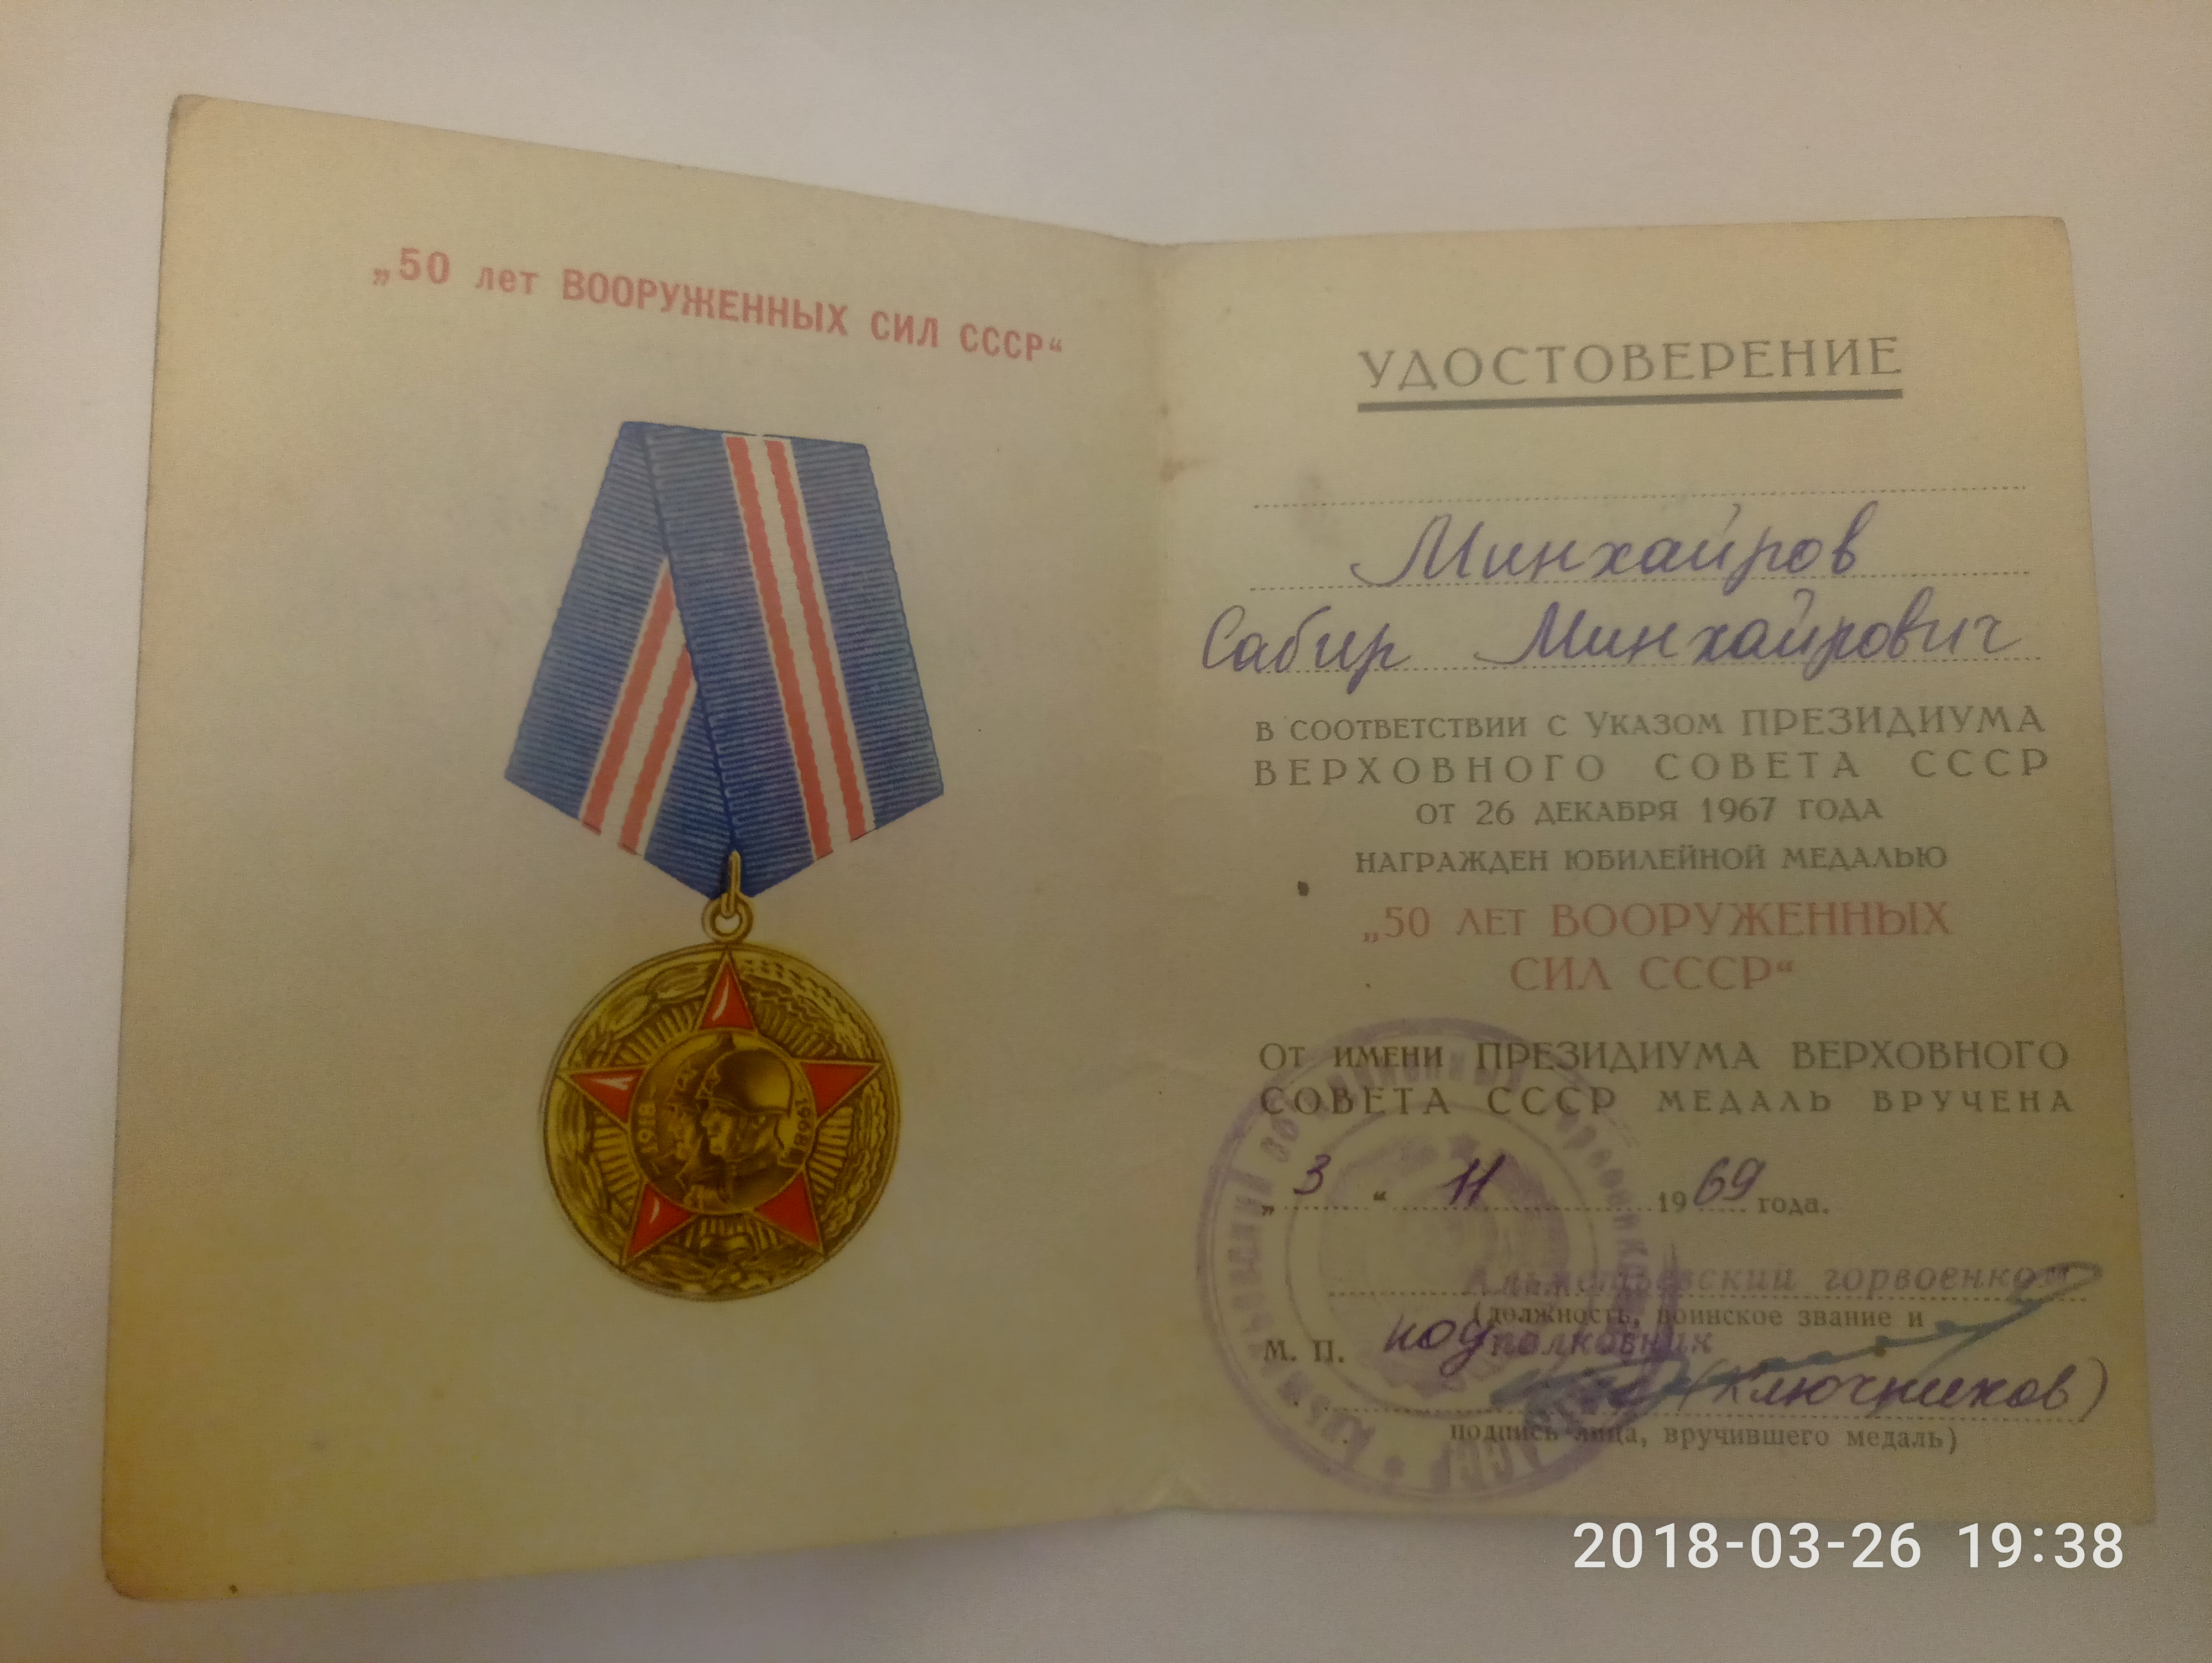 „50 лет ВООРУЖЕННЫХ СИЛ СССР“
1918
1968
УДОСТОВЕРЕНИЕ
Минхайров
Сабир Минхайрович
в соответствии с Указом ПРЕЗИДИУМА
ВЕРХОВНОГО СОВЕТА СССР
от 26 декабря 1967 года
награжден юбилейной медалью
„50 лет ВООРУЖЕННЫХ
СИЛ СССР“
От имени ПРЕЗИДИУМА ВЕРХОВНОГО
СОВЕТА СССР медаль вручена
„3“ 11 1969 года.
Альметьевский горвоенком
(должность, воинское звание и
М. П. подполковник
(Ключников)
подпись лица, вручившего медаль)
2018-03-26 19:38